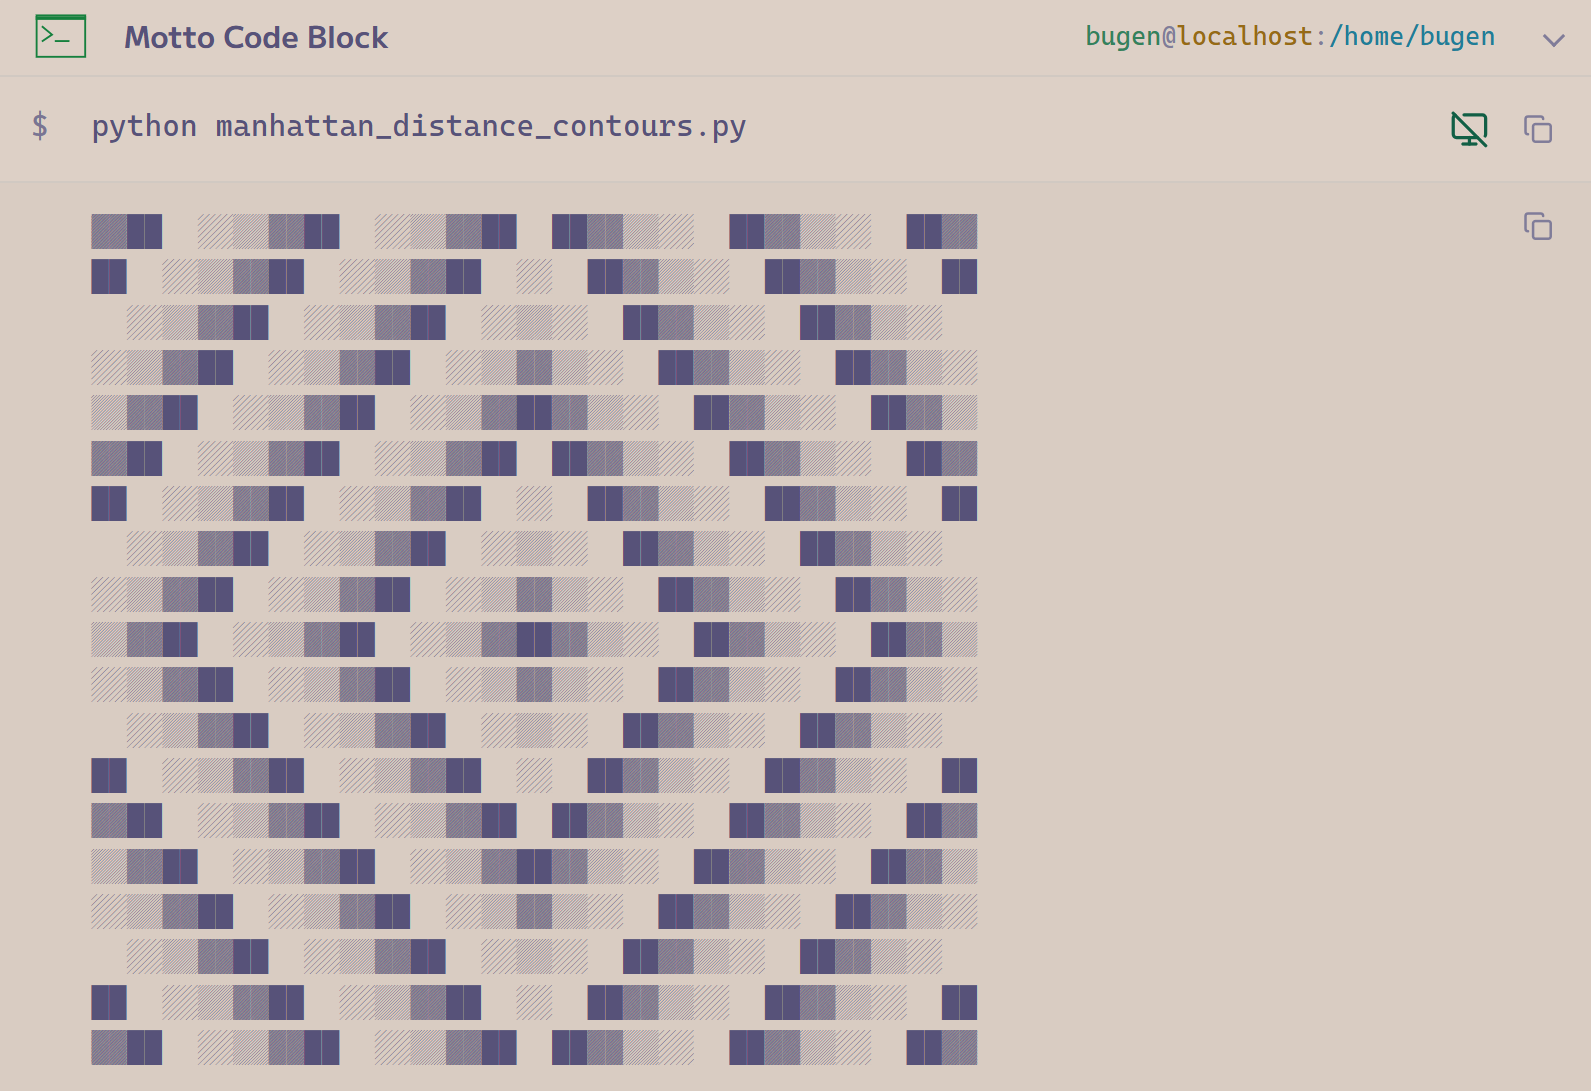 >_ Motto Code Block bugen@localhost:/home/bugen
$ python manhattan_distance_contours.py
▓▓██  ░░▒▒▓▓██  ░░▒▒▓▓██  ██▓▓▒▒░░  ██▓▓▒▒░░  ██▓▓
██  ░░▒▒▓▓██  ░░▒▒▓▓██  ░░  ██▓▓▒▒░░  ██▓▓▒▒░░  ██
  ░░▒▒▓▓██  ░░▒▒▓▓██  ░░▒▒░░  ██▓▓▒▒░░  ██▓▓▒▒░░
░░▒▒▓▓██  ░░▒▒▓▓██  ░░▒▒▓▓▒▒░░  ██▓▓▒▒░░  ██▓▓▒▒░░
▒▒▓▓██  ░░▒▒▓▓██  ░░▒▒▓▓██▓▓▒▒░░  ██▓▓▒▒░░  ██▓▓▒▒
▓▓██  ░░▒▒▓▓██  ░░▒▒▓▓██  ██▓▓▒▒░░  ██▓▓▒▒░░  ██▓▓
██  ░░▒▒▓▓██  ░░▒▒▓▓██  ░░  ██▓▓▒▒░░  ██▓▓▒▒░░  ██
  ░░▒▒▓▓██  ░░▒▒▓▓██  ░░▒▒░░  ██▓▓▒▒░░  ██▓▓▒▒░░
░░▒▒▓▓██  ░░▒▒▓▓██  ░░▒▒▓▓▒▒░░  ██▓▓▒▒░░  ██▓▓▒▒░░
▒▒▓▓██  ░░▒▒▓▓██  ░░▒▒▓▓██▓▓▒▒░░  ██▓▓▒▒░░  ██▓▓▒▒
░░▒▒▓▓██  ░░▒▒▓▓██  ░░▒▒▓▓▒▒░░  ██▓▓▒▒░░  ██▓▓▒▒░░
  ░░▒▒▓▓██  ░░▒▒▓▓██  ░░▒▒░░  ██▓▓▒▒░░  ██▓▓▒▒░░
██  ░░▒▒▓▓██  ░░▒▒▓▓██  ░░  ██▓▓▒▒░░  ██▓▓▒▒░░  ██
▓▓██  ░░▒▒▓▓██  ░░▒▒▓▓██  ██▓▓▒▒░░  ██▓▓▒▒░░  ██▓▓
▒▒▓▓██  ░░▒▒▓▓██  ░░▒▒▓▓██▓▓▒▒░░  ██▓▓▒▒░░  ██▓▓▒▒
░░▒▒▓▓██  ░░▒▒▓▓██  ░░▒▒▓▓▒▒░░  ██▓▓▒▒░░  ██▓▓▒▒░░
  ░░▒▒▓▓██  ░░▒▒▓▓██  ░░▒▒░░  ██▓▓▒▒░░  ██▓▓▒▒░░
██  ░░▒▒▓▓██  ░░▒▒▓▓██  ░░  ██▓▓▒▒░░  ██▓▓▒▒░░  ██
▓▓██  ░░▒▒▓▓██  ░░▒▒▓▓██  ██▓▓▒▒░░  ██▓▓▒▒░░  ██▓▓